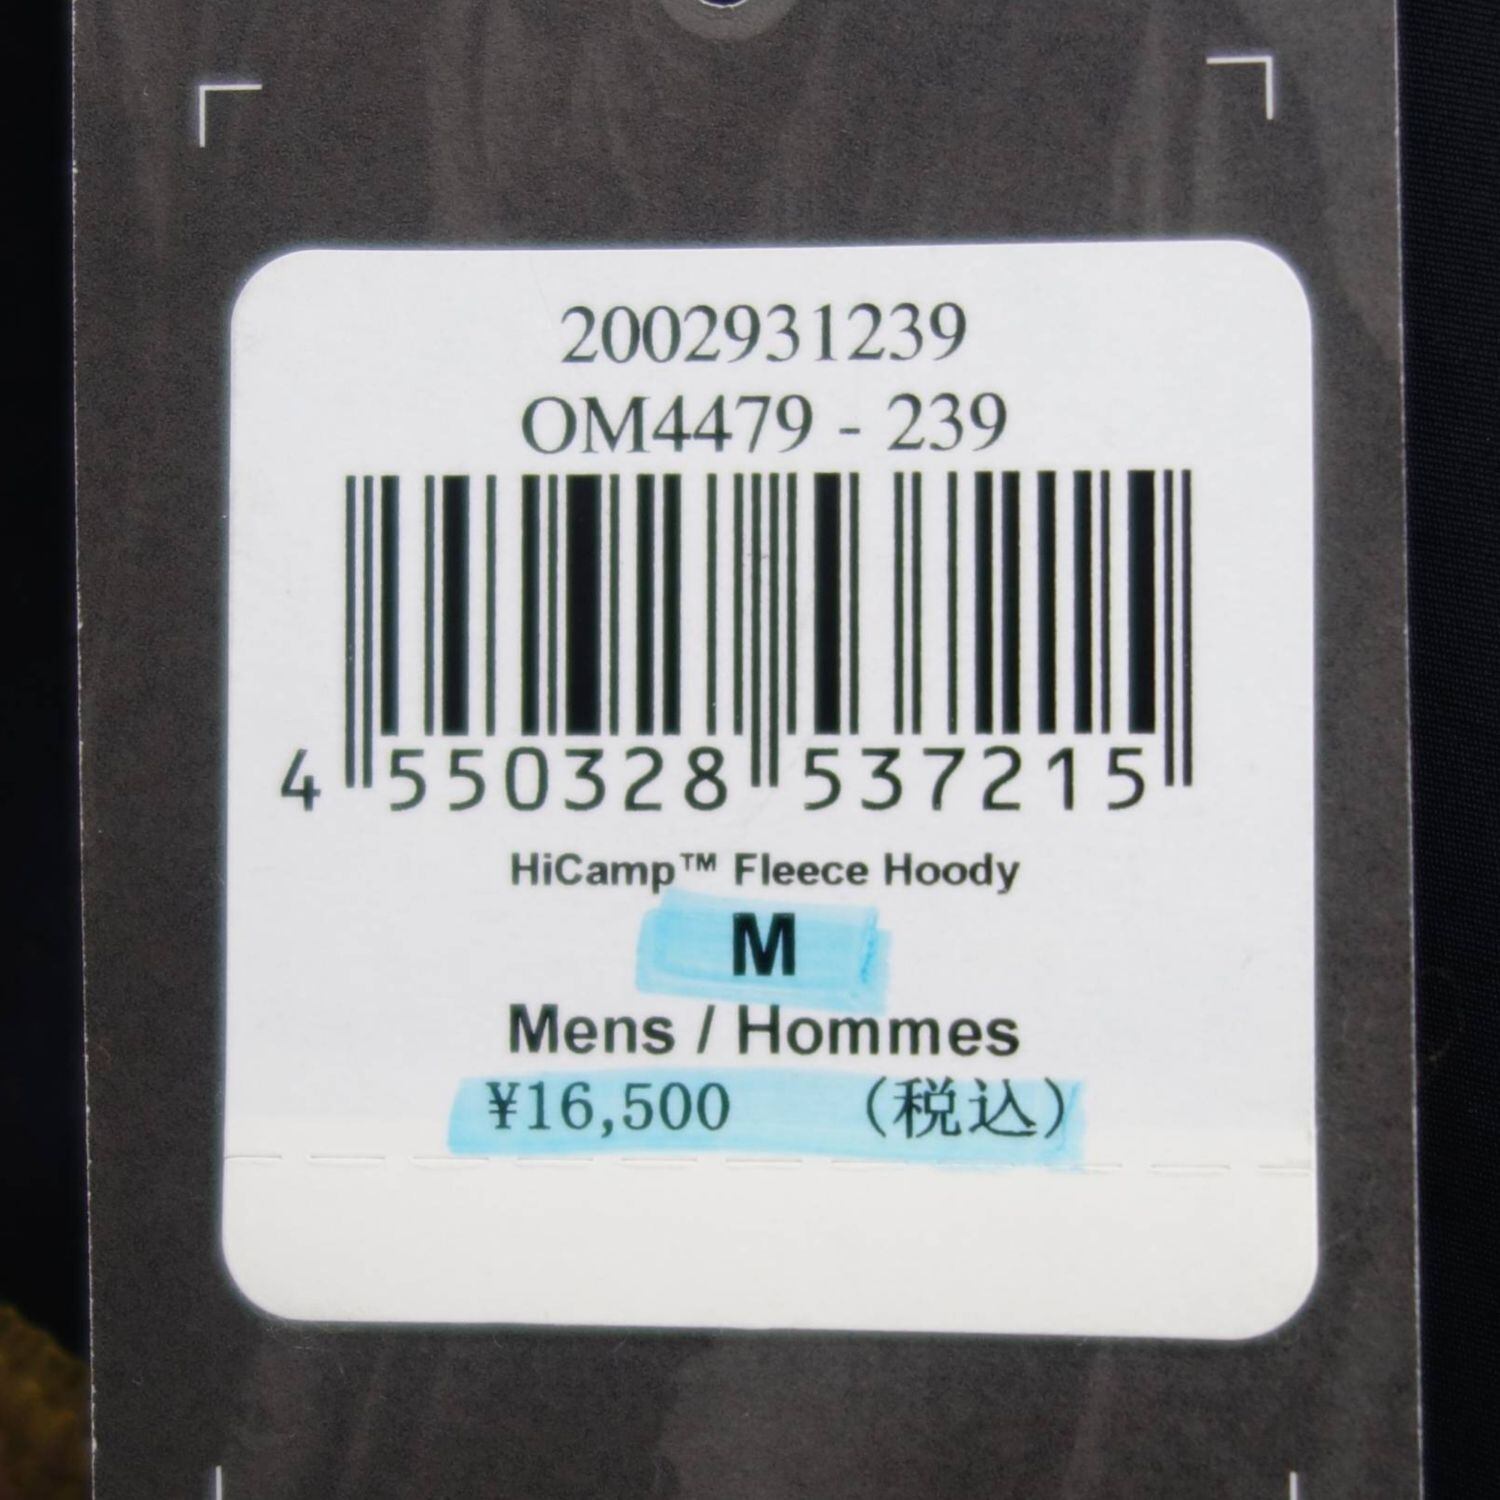 2002931239
OM4479 - 239
4 550328 537215
HiCamp™ Fleece Hoody
M
Mens / Hommes
¥16,500 (税込)